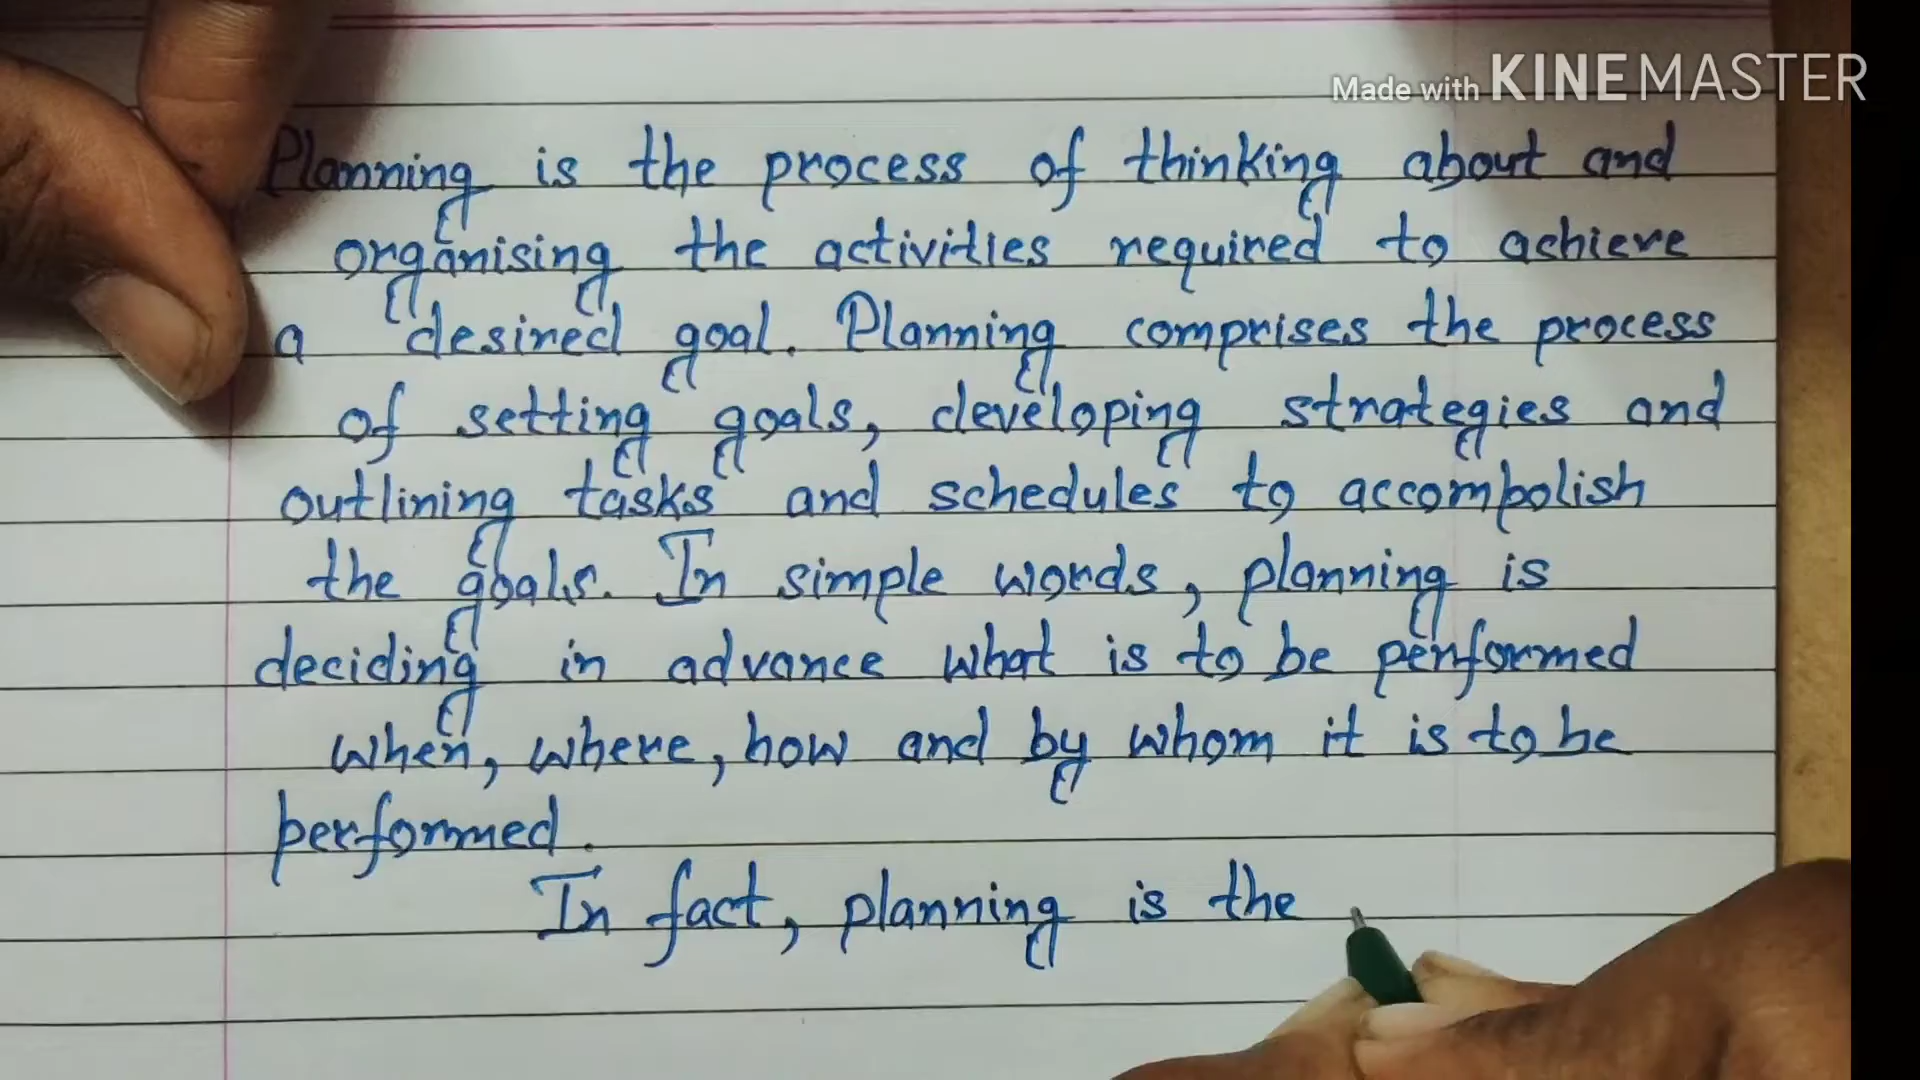 Made with KINEMASTER
Planning is the process of thinking about and
organising the activities required to achieve
a desired goal. Planning comprises the process
of setting goals, developing strategies and
outlining tasks and schedules to accompolish
the goals. In simple words, planning is
deciding in advance what is to be performed
when, where, how and by whom it is to be
performed.
In fact, planning is the